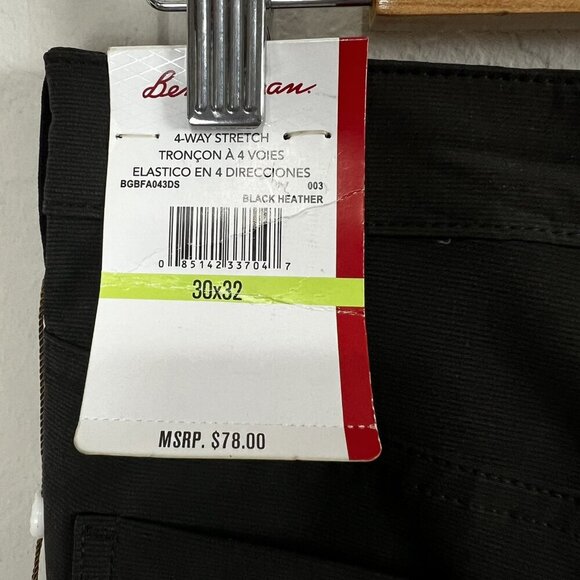 4-WAY STRETCH
TRONÇON À 4 VOIES
ELASTICO EN 4 DIRECCIONES
BGBFA043DS 003
BLACK HEATHER
0 85142 33704 7
30x32
MSRP. $78.00